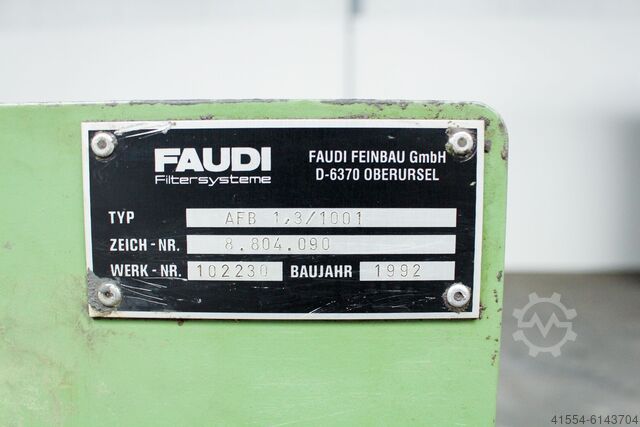 FAUDI
Filtersysteme
FAUDI FEINBAU GmbH
D-6370 OBERURSEL
TYP AFB 1,3/1001
ZEICH-NR. 8.804.090
WERK-NR. 102230 BAUJAHR 1992
41554-6143704